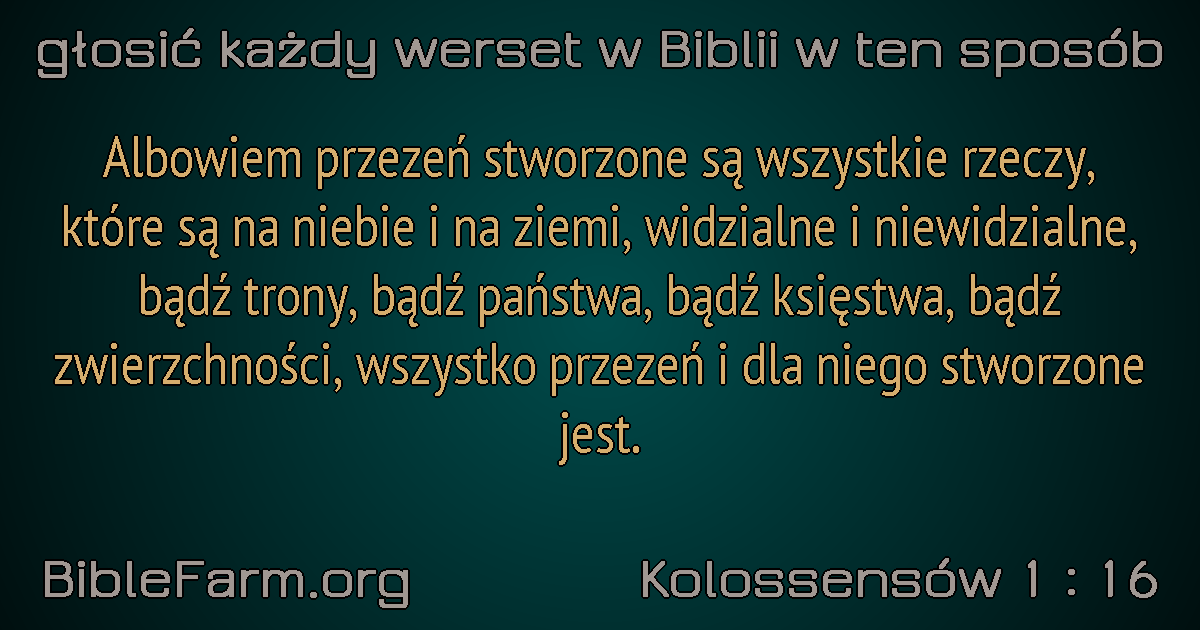 głosić każdy werset w Biblii w ten sposób
Albowiem przezeń stworzone są wszystkie rzeczy,
które są na niebie i na ziemi, widzialne i niewidzialne,
bądź trony, bądź państwa, bądź księstwa, bądź
zwierzchności, wszystko przezeń i dla niego stworzone
jest.
BibleFarm.org
Kolossensów 1 : 16